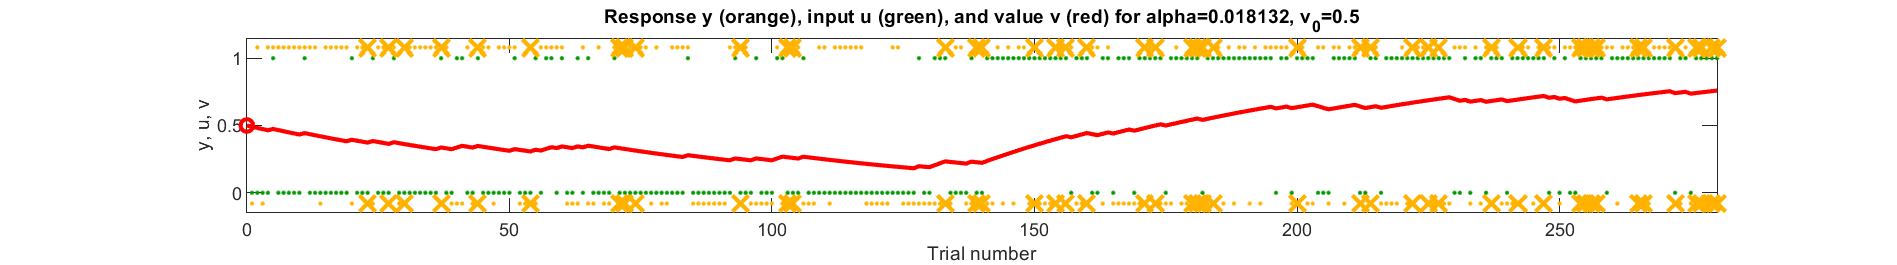 Response y (orange), input u (green), and value v (red) for alpha=0.018132, v0=0.5
y, u, v
1
0.5
0
0 50 100 150 200 250
Trial number